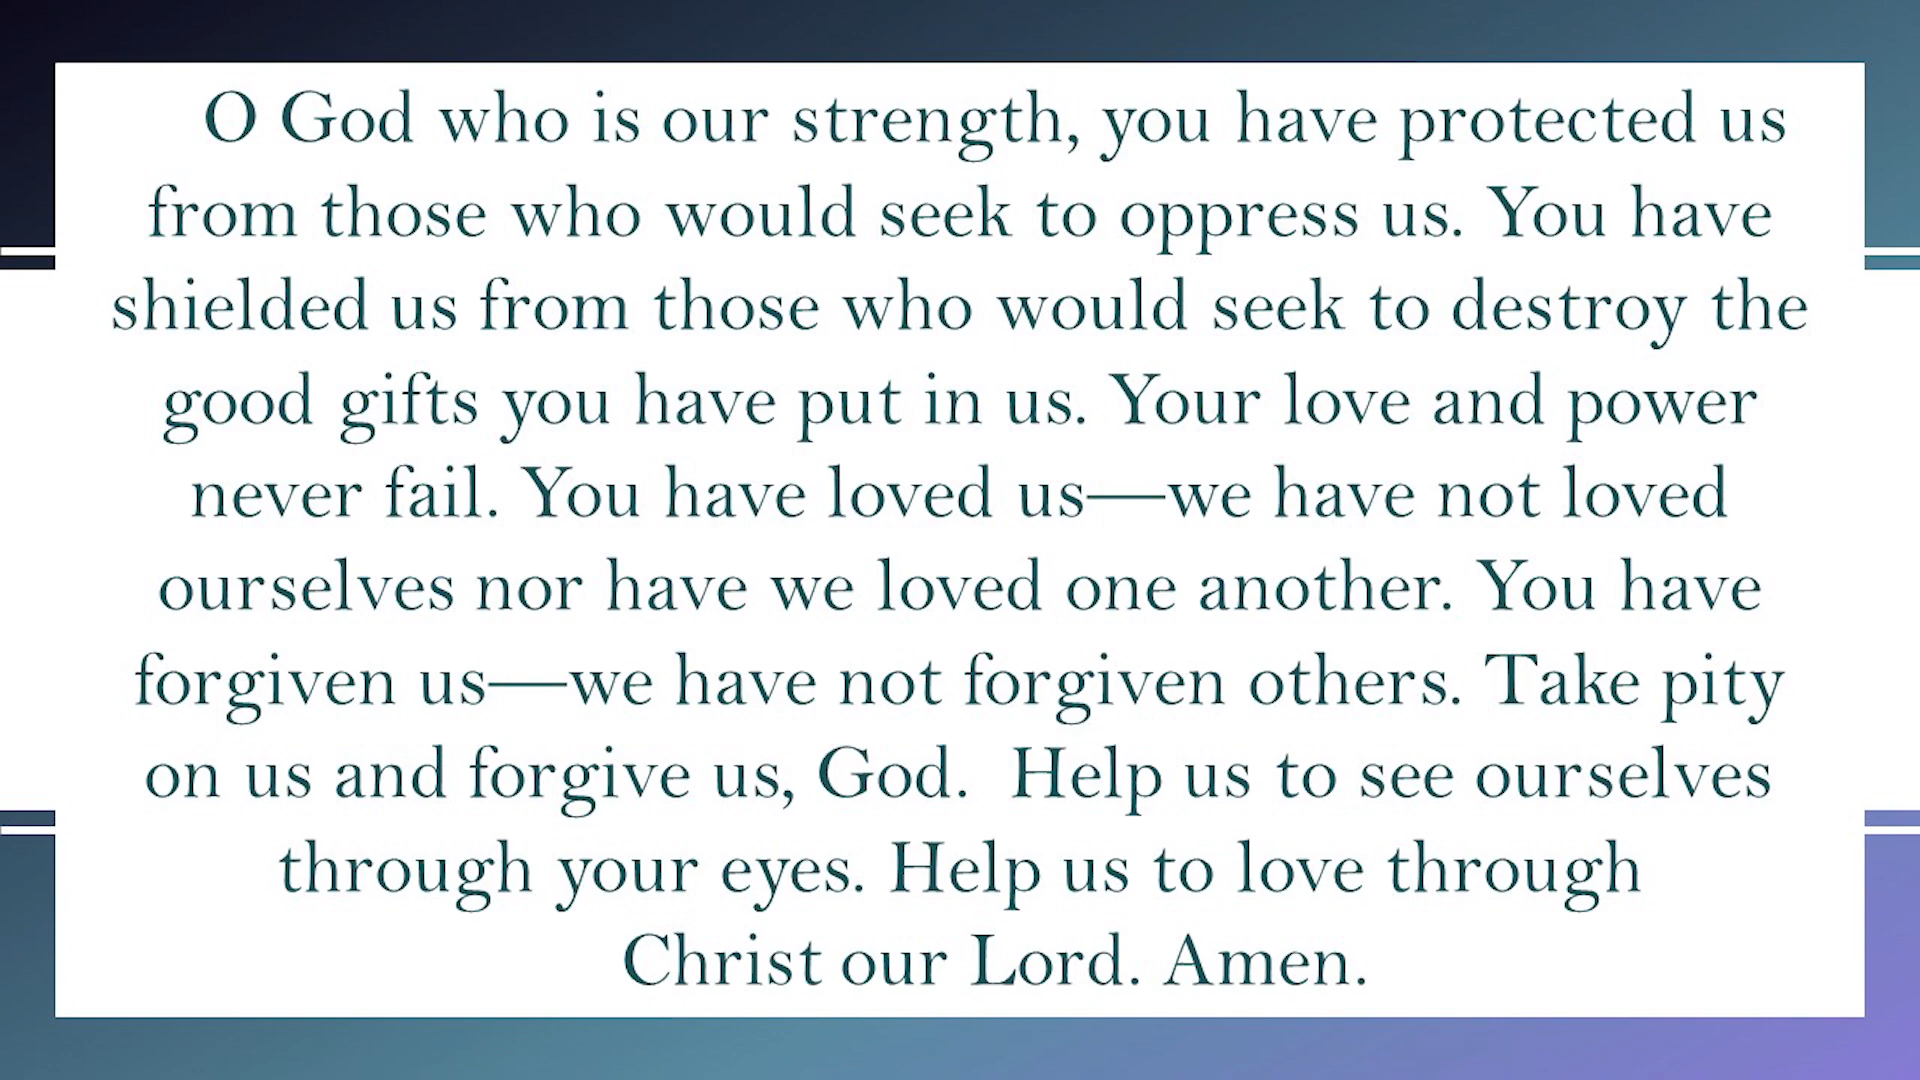 O God who is our strength, you have protected us
from those who would seek to oppress us. You have
shielded us from those who would seek to destroy the
good gifts you have put in us. Your love and power
never fail. You have loved us—we have not loved
ourselves nor have we loved one another. You have
forgiven us—we have not forgiven others. Take pity
on us and forgive us, God.  Help us to see ourselves
through your eyes. Help us to love through
Christ our Lord. Amen.